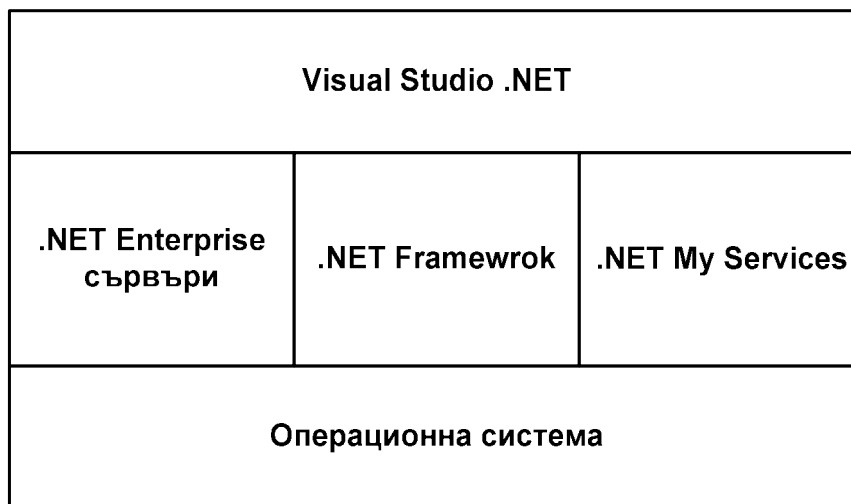 Visual Studio .NET
.NET Enterprise
сървъри
.NET Framewrok
.NET My Services
Операционна система